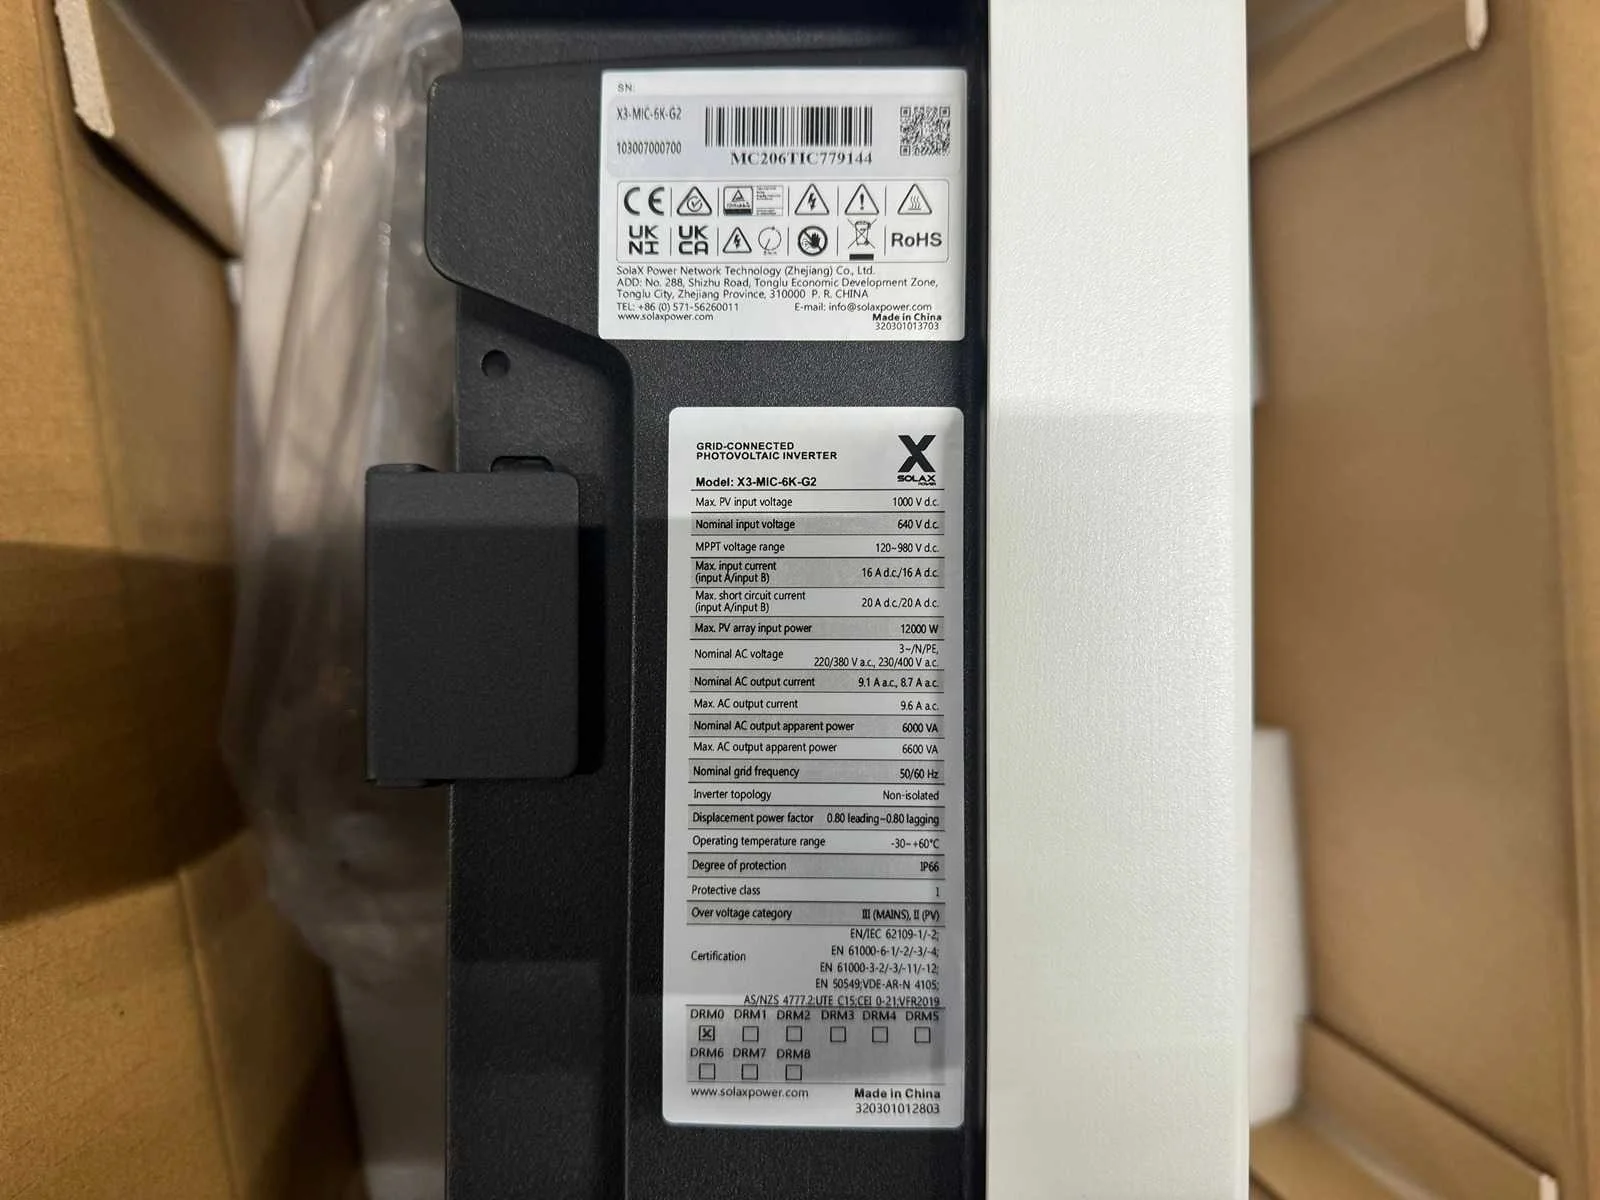 SN:
X3-MIC-6K-G2
103007000700
MC206TIC779144
CE
UK NI
UK CA
RoHS
SolaX Power Network Technology (Zhejiang) Co., Ltd.
ADD: No. 288, Shizhu Road, Tonglu Economic Development Zone,
Tonglu City, Zhejiang Province, 310000 P. R. CHINA
TEL: +86 (0) 571-56260011 E-mail: info@solaxpower.com
www.solaxpower.com Made in China
320301013703
GRID-CONNECTED
PHOTOVOLTAIC INVERTER
X
SOLAX
POWER
Model: X3-MIC-6K-G2
Max. PV input voltage 1000 V d.c.
Nominal input voltage 640 V d.c.
MPPT voltage range 120~980 V d.c.
Max. input current
(input A/input B) 16 A d.c./16 A d.c.
Max. short circuit current
(input A/input B) 20 A d.c./20 A d.c.
Max. PV array input power 12000 W
Nominal AC voltage 3~/N/PE,
220/380 V a.c., 230/400 V a.c.
Nominal AC output current 9.1 A a.c., 8.7 A a.c.
Max. AC output current 9.6 A a.c.
Nominal AC output apparent power 6000 VA
Max. AC output apparent power 6600 VA
Nominal grid frequency 50/60 Hz
Inverter topology Non-isolated
Displacement power factor 0.80 leading~0.80 lagging
Operating temperature range -30~+60°C
Degree of protection IP66
Protective class I
Over voltage category III (MAINS), II (PV)
Certification EN/IEC 62109-1/-2;
EN 61000-6-1/-2/-3/-4;
EN 61000-3-2/-3/-11/-12;
EN 50549;VDE-AR-N 4105;
AS/NZS 4777.2;UTE C15;CEI 0-21;VFR2019
DRM0 DRM1 DRM2 DRM3 DRM4 DRM5
DRM6 DRM7 DRM8
www.solaxpower.com Made in China
320301012803